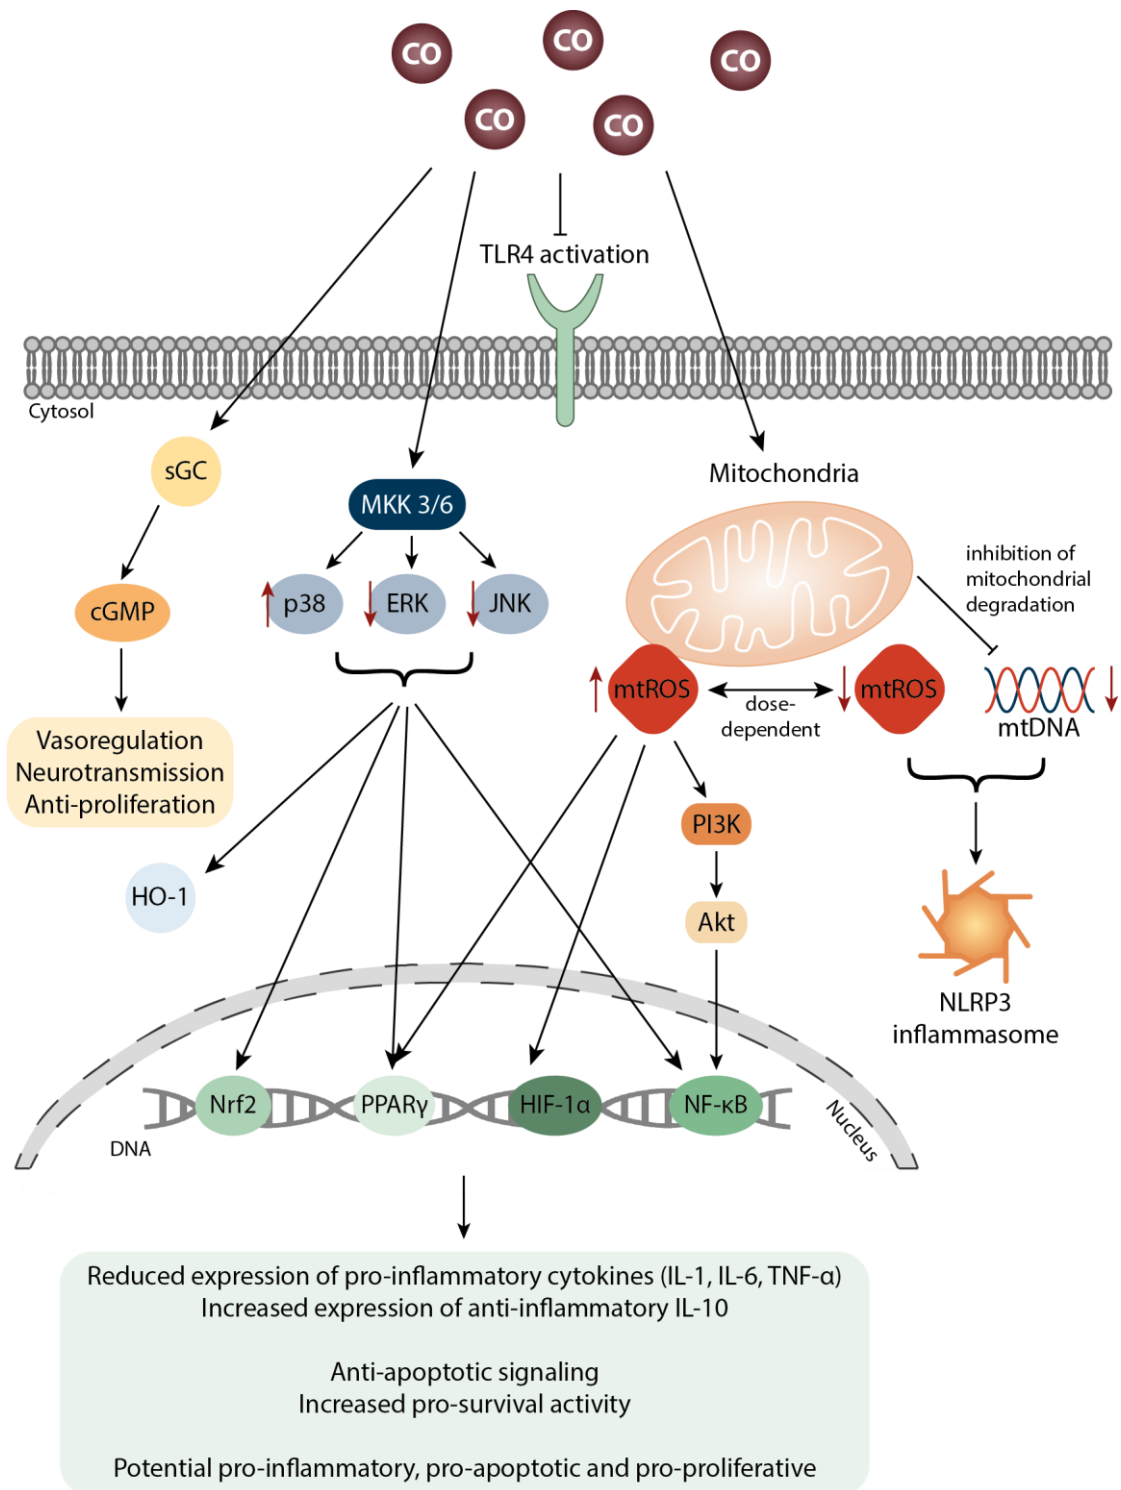 CO
CO
CO
CO
CO
TLR4 activation
Cytosol
sGC
MKK 3/6
Mitochondria
inhibition of
mitochondrial
degradation
cGMP
p38
ERK
JNK
mtROS
dose-
dependent
mtROS
mtDNA
Vasoregulation
Neurotransmission
Anti-proliferation
PI3K
HO-1
Akt
NLRP3
inflammasome
Nrf2
PPARγ
HIF-1α
NF-κB
DNA
Nucleus
Reduced expression of pro-inflammatory cytokines (IL-1, IL-6, TNF-α)
Increased expression of anti-inflammatory IL-10
Anti-apoptotic signaling
Increased pro-survival activity
Potential pro-inflammatory, pro-apoptotic and pro-proliferative